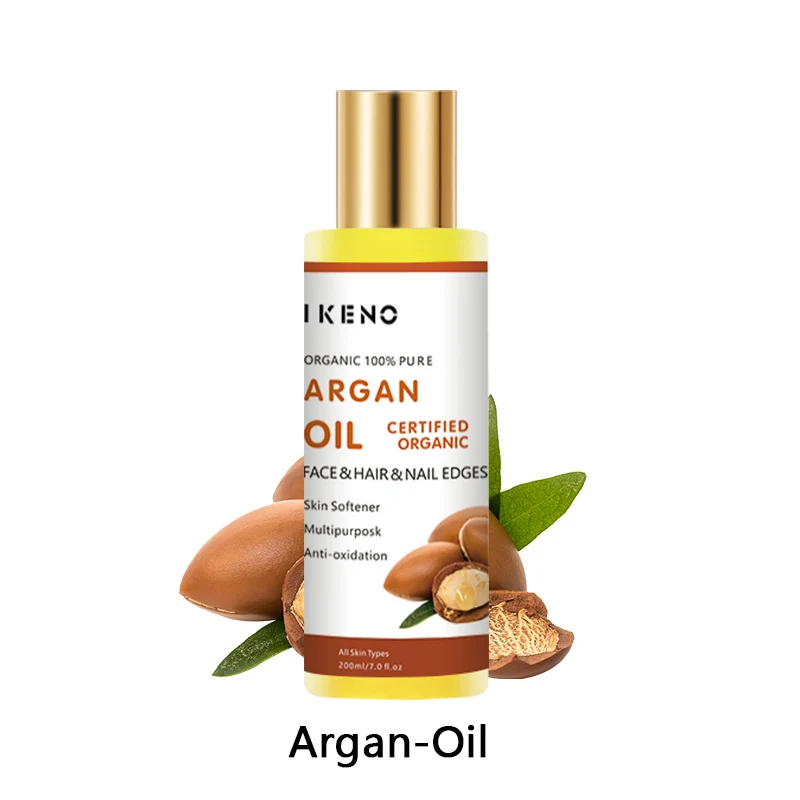 IKENO
ORGANIC 100% PURE
ARGAN
OIL
CERTIFIED
ORGANIC
FACE&HAIR&NAIL EDGES
Skin Softener
Multipurposk
Anti-oxidation
All Skin Types
200ml/7.0 fl.oz
Argan-Oil